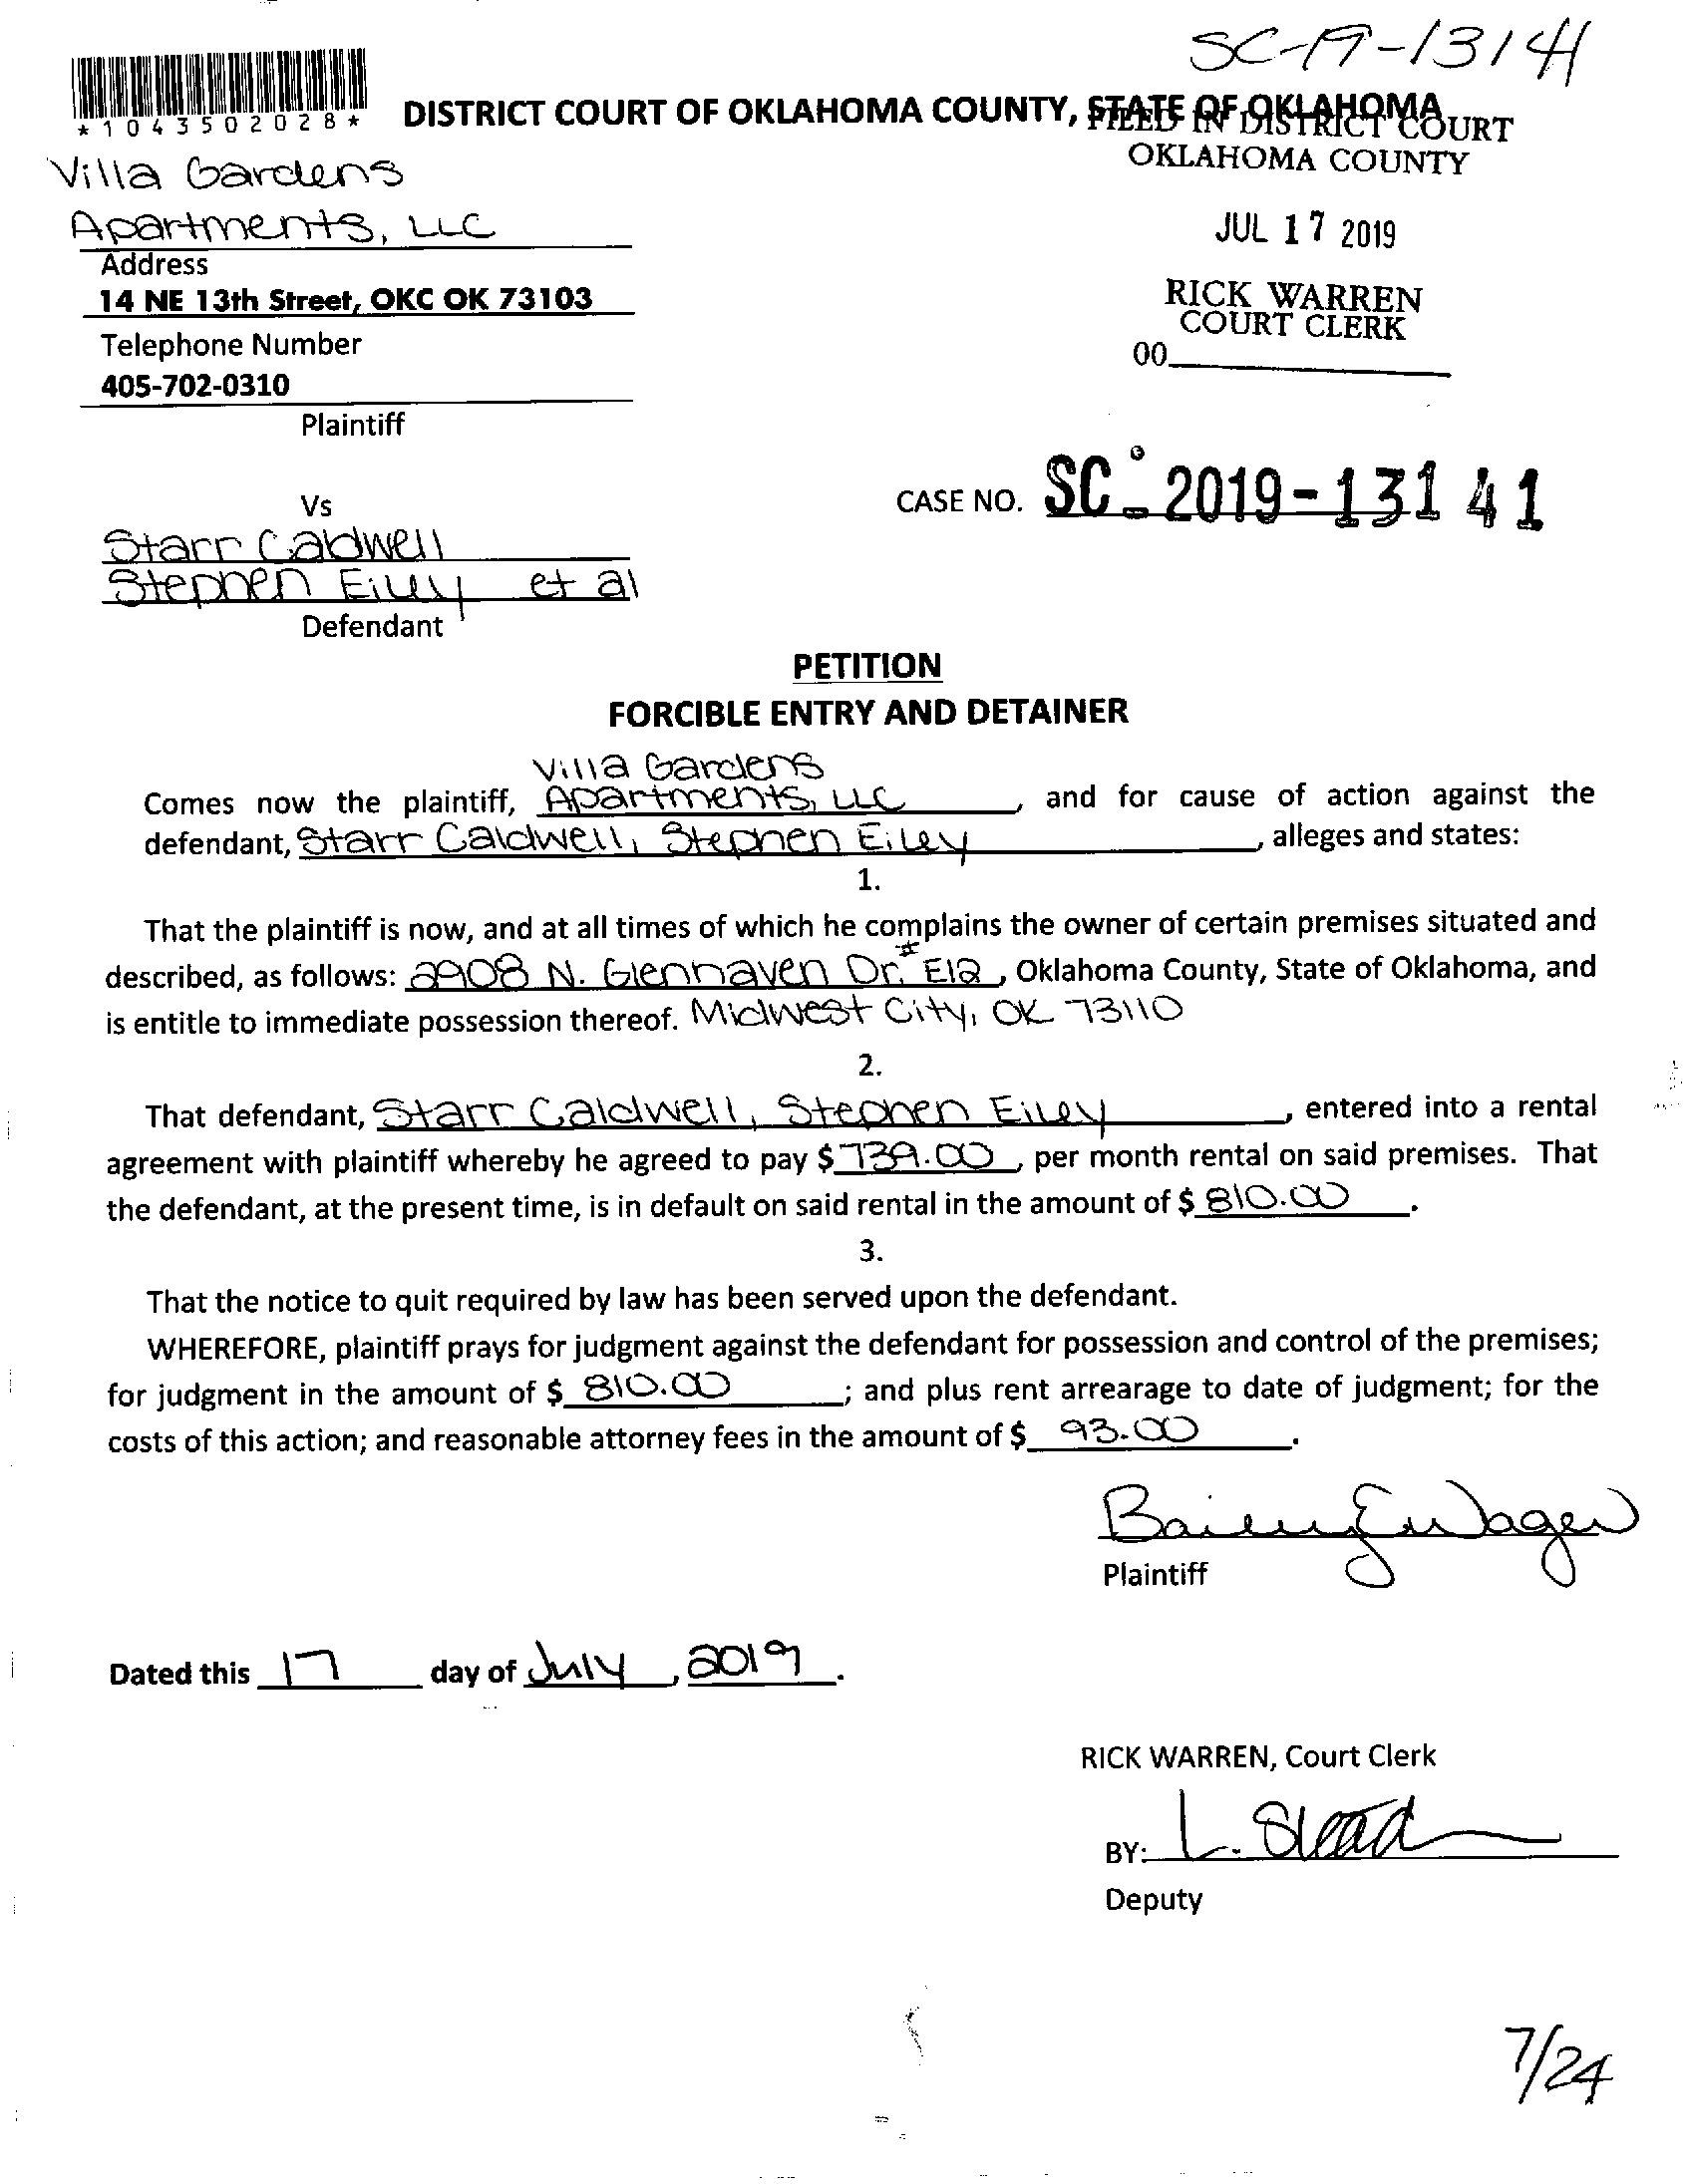 SC-19-13141
*1043502028*
DISTRICT COURT OF OKLAHOMA COUNTY, STATE OF OKLAHOMA
FILED IN DISTRICT COURT
OKLAHOMA COUNTY
JUL 17 2019
RICK WARREN
COURT CLERK
00
Villa Gardens
Apartments, LLC
Address
14 NE 13th Street, OKC OK 73103
Telephone Number
405-702-0310
Plaintiff
Vs
CASE NO. SC - 2019-13141
Starr Caldwell
Stephen Eiley et al
Defendant
PETITION
FORCIBLE ENTRY AND DETAINER
Villa Gardens
Comes now the plaintiff, Apartments, LLC, and for cause of action against the
defendant, Starr Caldwell, Stephen Eiley, alleges and states:
1.
That the plaintiff is now, and at all times of which he complains the owner of certain premises situated and
described, as follows: 2908 N. Glenhaven Dr. #E12, Oklahoma County, State of Oklahoma, and
is entitle to immediate possession thereof. Midwest City, OK 73110
2.
That defendant, Starr Caldwell, Stephen Eiley, entered into a rental
agreement with plaintiff whereby he agreed to pay $739.00, per month rental on said premises. That
the defendant, at the present time, is in default on said rental in the amount of $810.00.
3.
That the notice to quit required by law has been served upon the defendant.
WHEREFORE, plaintiff prays for judgment against the defendant for possession and control of the premises;
for judgment in the amount of $810.00; and plus rent arrearage to date of judgment; for the
costs of this action; and reasonable attorney fees in the amount of $93.00.
Plaintiff
Dated this 17 day of July, 2019.
RICK WARREN, Court Clerk
BY: L. Slead
Deputy
7/24